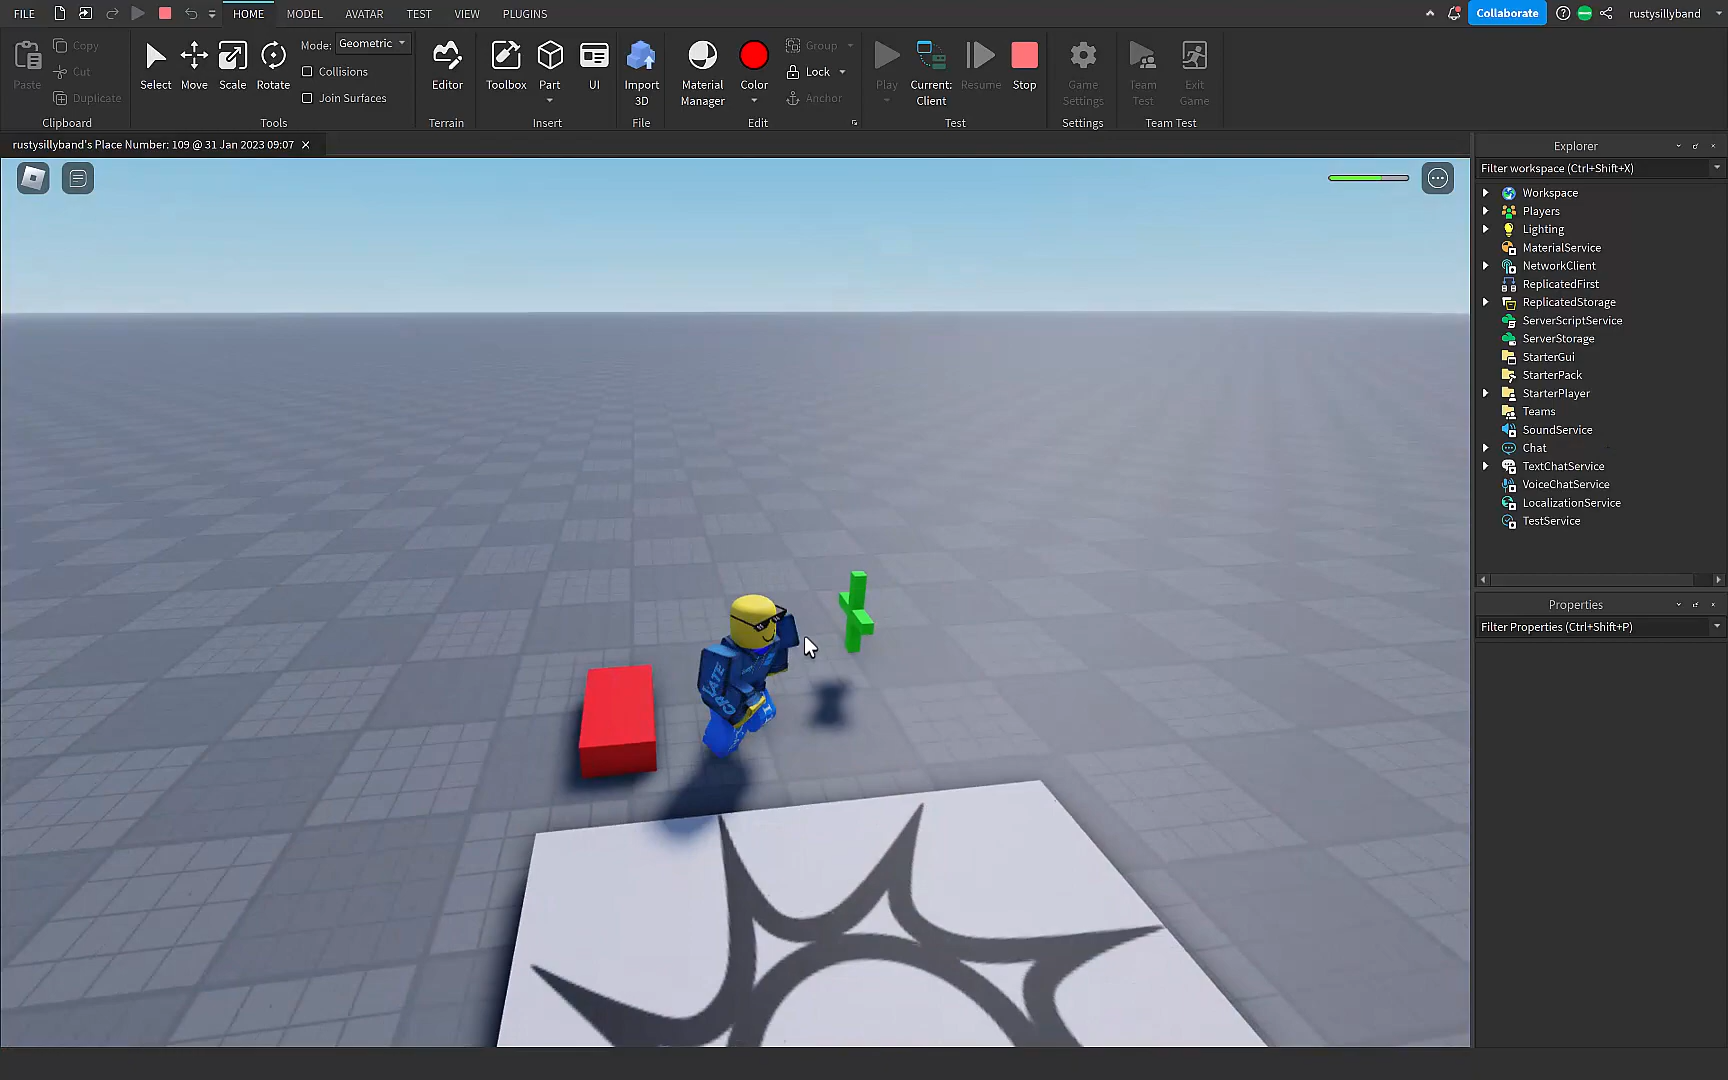 FILE HOME MODEL AVATAR TEST VIEW PLUGINS Collaborate rustysillyband
Paste Copy Cut Duplicate
Clipboard
Select Move Scale Rotate
Mode: Geometric
Collisions
Join Surfaces
Tools
Editor
Terrain
Toolbox Part UI
Insert
Import 3D
File
Material Manager Color Group Lock Anchor
Edit
Play Current: Client Resume Stop
Test
Game Settings
Settings
Team Test Exit Game
Team Test
rustysillyband's Place Number: 109 @ 31 Jan 2023 09:07
CREATE
Explorer
Filter workspace (Ctrl+Shift+X)
Workspace
Players
Lighting
MaterialService
NetworkClient
ReplicatedFirst
ReplicatedStorage
ServerScriptService
ServerStorage
StarterGui
StarterPack
StarterPlayer
Teams
SoundService
Chat
TextChatService
VoiceChatService
LocalizationService
TestService
Properties
Filter Properties (Ctrl+Shift+P)